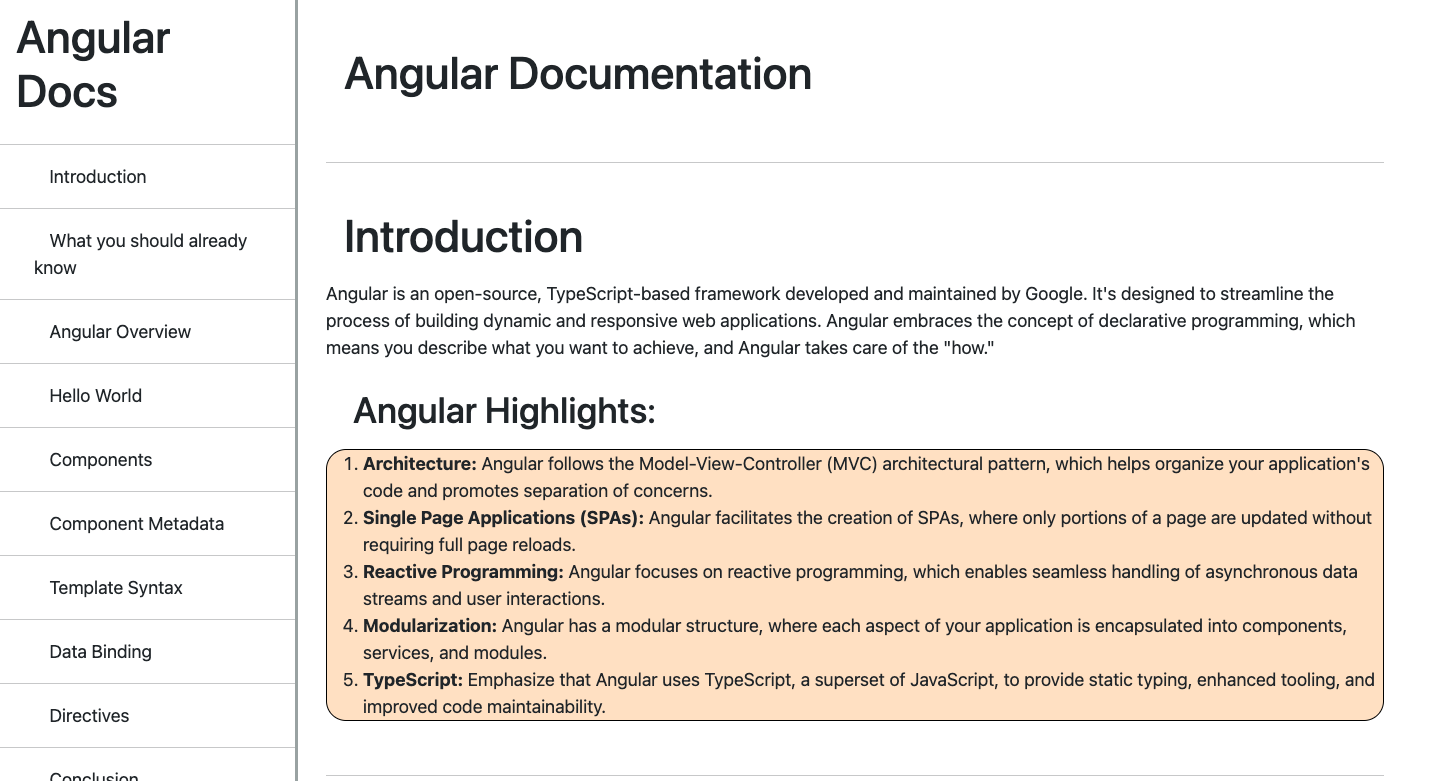 Angular
Docs
Introduction
What you should already
know
Angular Overview
Hello World
Components
Component Metadata
Template Syntax
Data Binding
Directives
Conclusion
Angular Documentation
Introduction
Angular is an open-source, TypeScript-based framework developed and maintained by Google. It's designed to streamline the
process of building dynamic and responsive web applications. Angular embraces the concept of declarative programming, which
means you describe what you want to achieve, and Angular takes care of the "how."
Angular Highlights:
1. Architecture: Angular follows the Model-View-Controller (MVC) architectural pattern, which helps organize your application's
code and promotes separation of concerns.
2. Single Page Applications (SPAs): Angular facilitates the creation of SPAs, where only portions of a page are updated without
requiring full page reloads.
3. Reactive Programming: Angular focuses on reactive programming, which enables seamless handling of asynchronous data
streams and user interactions.
4. Modularization: Angular has a modular structure, where each aspect of your application is encapsulated into components,
services, and modules.
5. TypeScript: Emphasize that Angular uses TypeScript, a superset of JavaScript, to provide static typing, enhanced tooling, and
improved code maintainability.